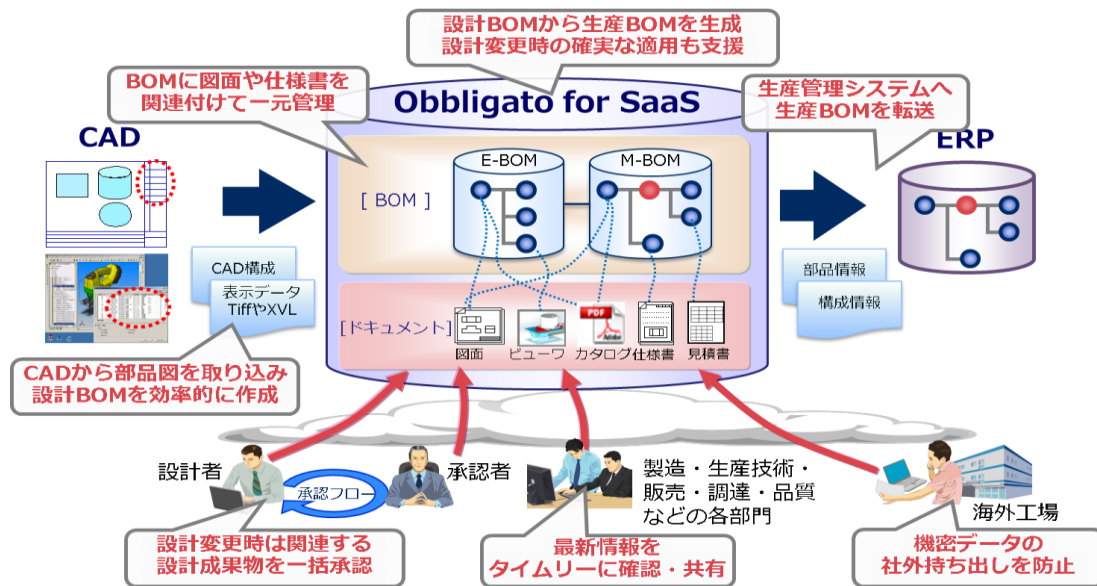 設計BOMから生産BOMを生成
設計変更時の確実な適用も支援
BOMに図面や仕様書を
関連付けて一元管理
Obbligato for SaaS
生産管理システムへ
生産BOMを転送
CAD
ERP
E-BOM
M-BOM
[ BOM ]
CAD構成
表示データ
TiffやXVL
部品情報
構成情報
[ドキュメント]
PDF
Adobe
図面
ビューワ
カタログ
仕様書
見積書
CADから部品図を取り込み
設計BOMを効率的に作成
設計者
承認フロー
承認者
製造・生産技術・
販売・調達・品質
などの各部門
海外工場
設計変更時は関連する
設計成果物を一括承認
最新情報を
タイムリーに確認・共有
機密データの
社外持ち出しを防止